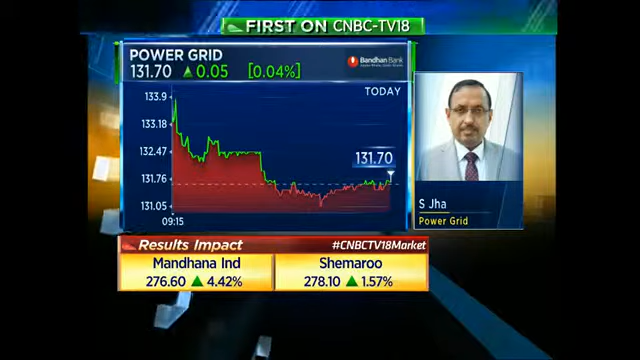 FIRST ON CNBC-TV18
POWER GRID
131.70 ▲ 0.05 [0.04%]
Bandhan Bank
TODAY
133.9
133.18
132.47
131.76
131.05
131.70
09:15
S Jha
Power Grid
Results Impact
#CNBCTV18Market
Mandhana Ind
276.60 ▲ 4.42%
Shemaroo
278.10 ▲ 1.57%